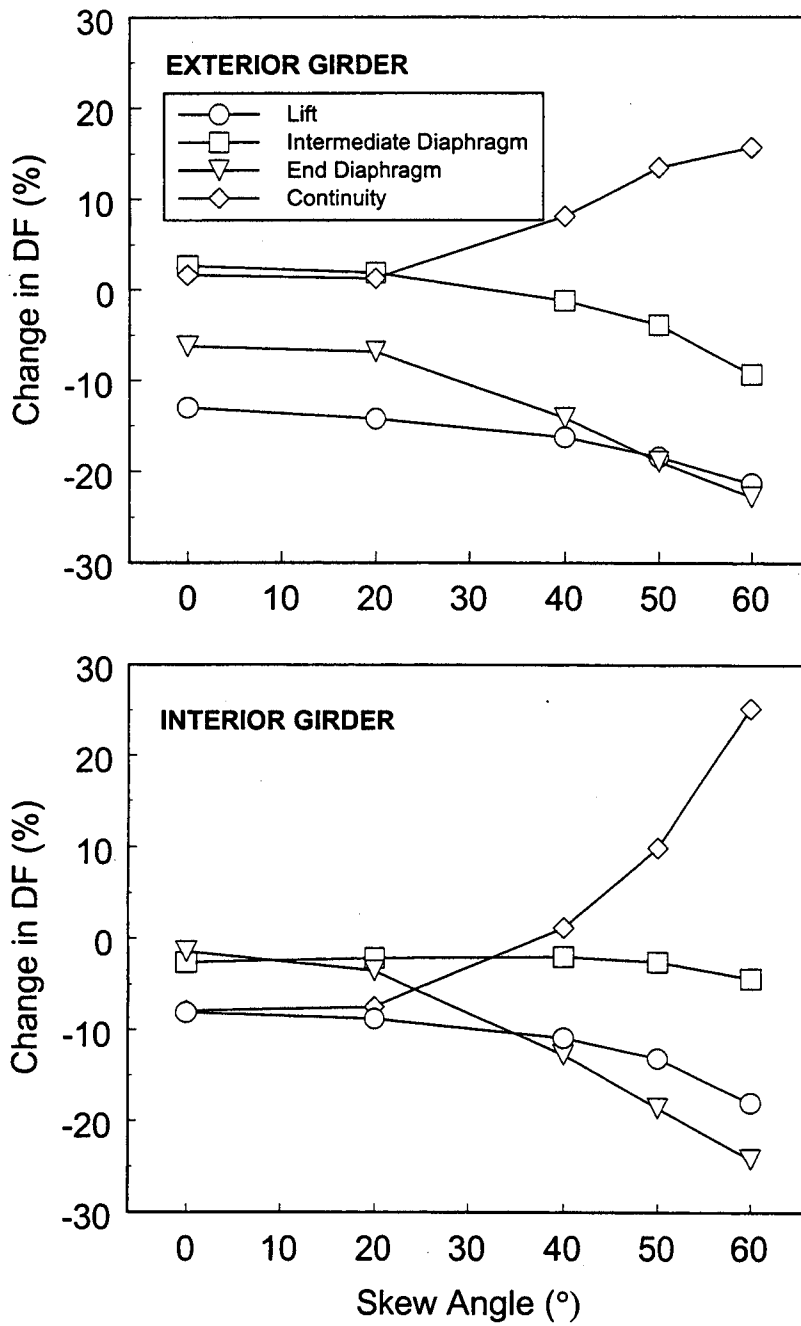 30
20
10
0
-10
-20
-30
Change in DF (%)
EXTERIOR GIRDER
Lift
Intermediate Diaphragm
End Diaphragm
Continuity
0 10 20 30 40 50 60
30
20
10
0
-10
-20
-30
Change in DF (%)
INTERIOR GIRDER
0 10 20 30 40 50 60
Skew Angle (°)